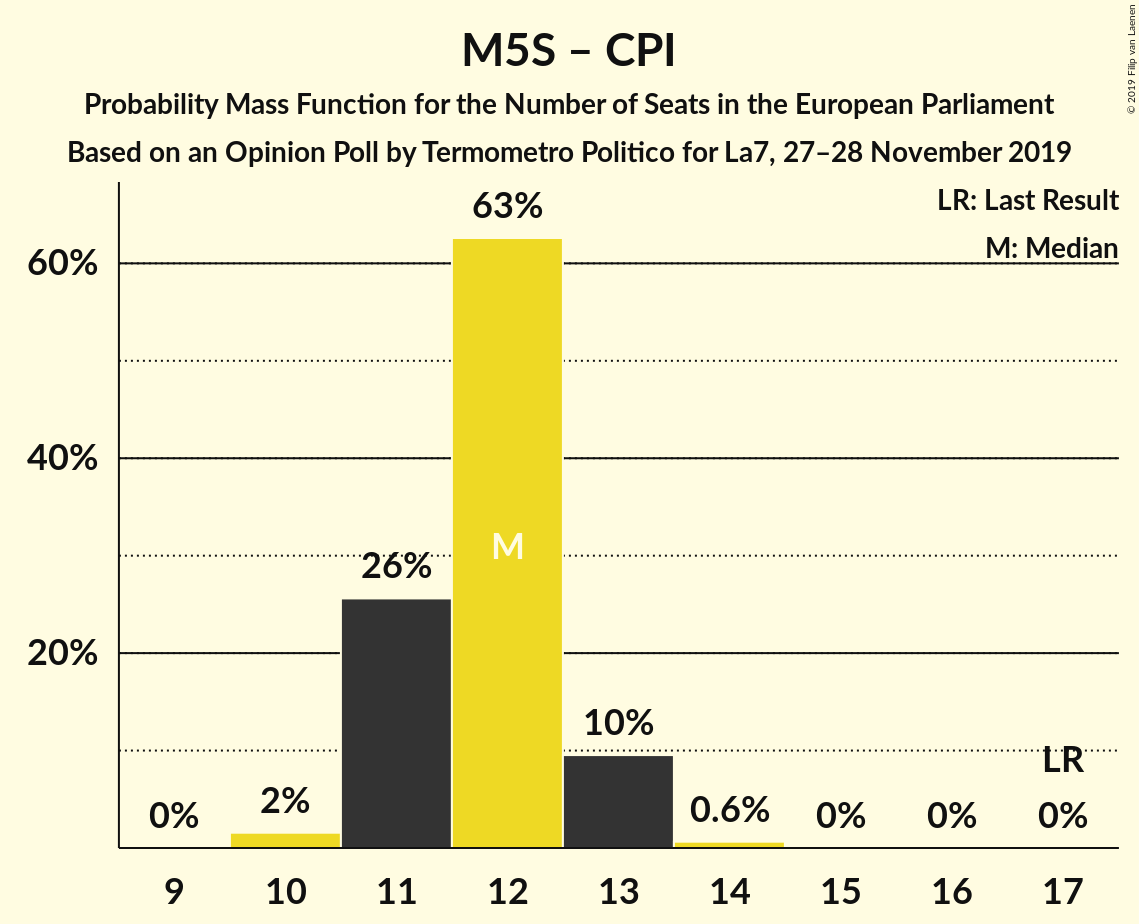 M5S – CPI
Probability Mass Function for the Number of Seats in the European Parliament
Based on an Opinion Poll by Termometro Politico for La7, 27–28 November 2019
© 2019 Filip van Laenen
LR: Last Result
M: Median
63%
60%
40%
M
26%
20%
10%
LR
2%
0.6%
0%
0%
0%
0%
9 10 11 12 13 14 15 16 17